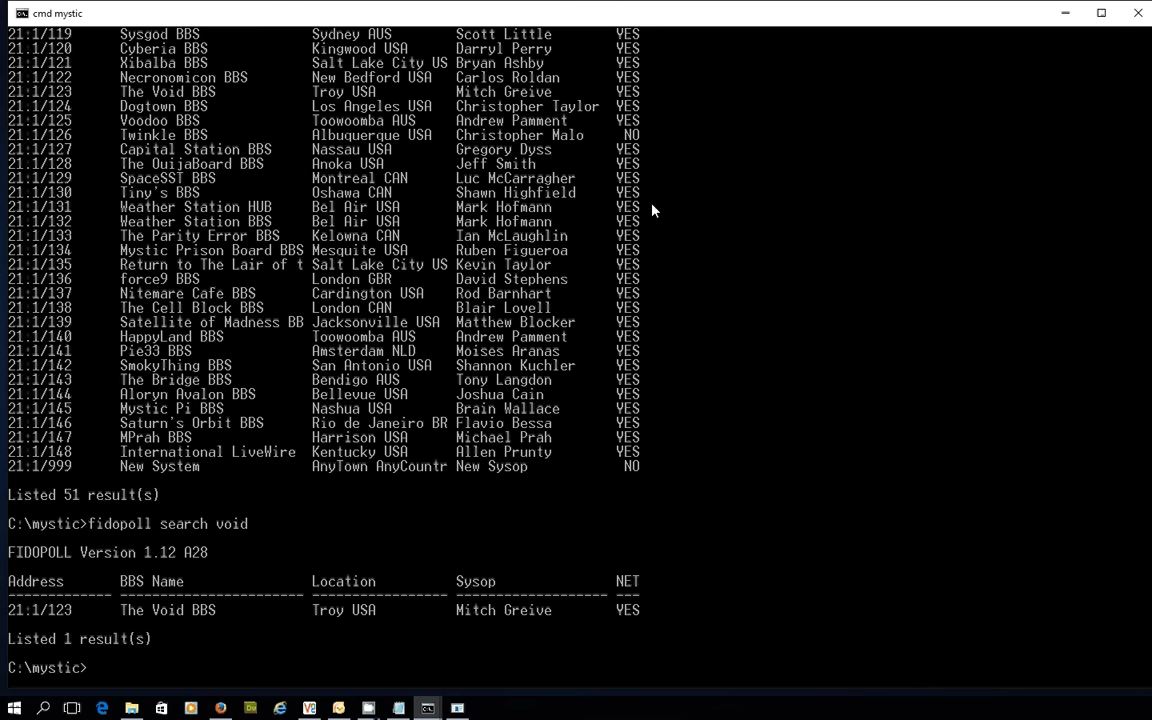 cmd mystic
21:1/119 Sysgod BBS Sydney AUS Scott Little YES
21:1/120 Cyberia BBS Kingwood USA Darryl Perry YES
21:1/121 Xibalba BBS Salt Lake City US Bryan Ashby YES
21:1/122 Necronomicon BBS New Bedford USA Carlos Roldan YES
21:1/123 The Void BBS Troy USA Mitch Greive YES
21:1/124 Dogtown BBS Los Angeles USA Christopher Taylor YES
21:1/125 Voodoo BBS Toowoomba AUS Andrew Pamment YES
21:1/126 Twinkle BBS Albuquerque USA Christopher Malo NO
21:1/127 Capital Station BBS Nassau USA Gregory Dyss YES
21:1/128 The OuijaBoard BBS Anoka USA Jeff Smith YES
21:1/129 SpaceSST BBS Montreal CAN Luc McCarragher YES
21:1/130 Tiny's BBS Oshawa CAN Shawn Highfield YES
21:1/131 Weather Station HUB Bel Air USA Mark Hofmann YES
21:1/132 Weather Station BBS Bel Air USA Mark Hofmann YES
21:1/133 The Parity Error BBS Kelowna CAN Ian McLaughlin YES
21:1/134 Mystic Prison Board BBS Mesquite USA Ruben Figueroa YES
21:1/135 Return to The Lair of t Salt Lake City US Kevin Taylor YES
21:1/136 force9 BBS London GBR David Stephens YES
21:1/137 Nitemare Cafe BBS Cardington USA Rod Barnhart YES
21:1/138 The Cell Block BBS London CAN Blair Lovell YES
21:1/139 Satellite of Madness BB Jacksonville USA Matthew Blocker YES
21:1/140 HappyLand BBS Toowoomba AUS Andrew Pamment YES
21:1/141 Pie33 BBS Amsterdam NLD Moises Aranas YES
21:1/142 SmokyThing BBS San Antonio USA Shannon Kuchler YES
21:1/143 The Bridge BBS Bendigo AUS Tony Langdon YES
21:1/144 Aloryn Avalon BBS Bellevue USA Joshua Cain YES
21:1/145 Mystic Pi BBS Nashua USA Brain Wallace YES
21:1/146 Saturn's Orbit BBS Rio de Janeiro BR Flavio Bessa YES
21:1/147 MPrah BBS Harrison USA Michael Prah YES
21:1/148 International LiveWire Kentucky USA Allen Prunty YES
21:1/999 New System AnyTown AnyCountr New Sysop NO
Listed 51 result(s)
C:\mystic>fidopoll search void
FIDOPOLL Version 1.12 A28
Address BBS Name Location Sysop NET
------------- ----------------------- ----------------- ------------------- ---
21:1/123 The Void BBS Troy USA Mitch Greive YES
Listed 1 result(s)
C:\mystic>